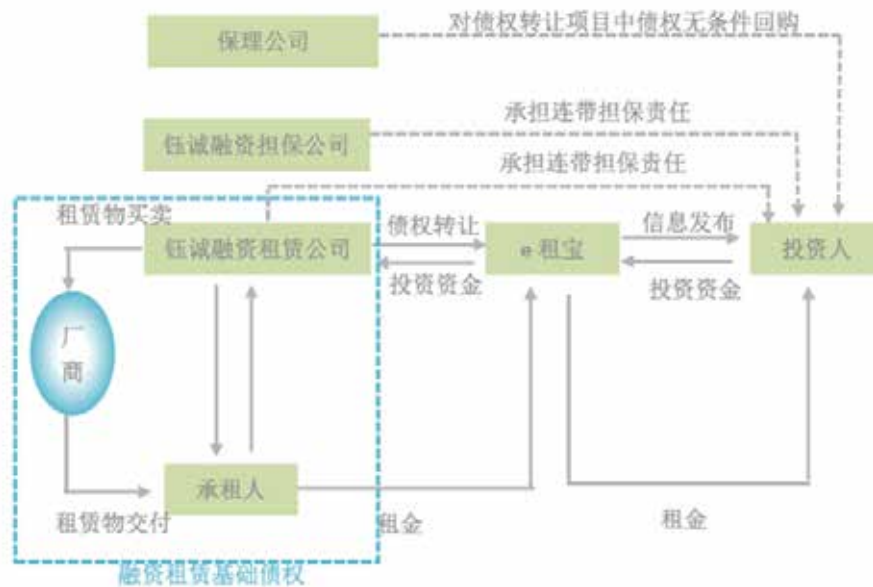 对债权转让项目中债权无条件回购
保理公司
承担连带担保责任
钰诚融资担保公司
承担连带担保责任
租赁物买卖
钰诚融资租赁公司
债权转让
e租宝
信息发布
投资人
投资资金
投资资金
厂
商
承租人
租赁物交付
租金
租金
融资租赁基础债权